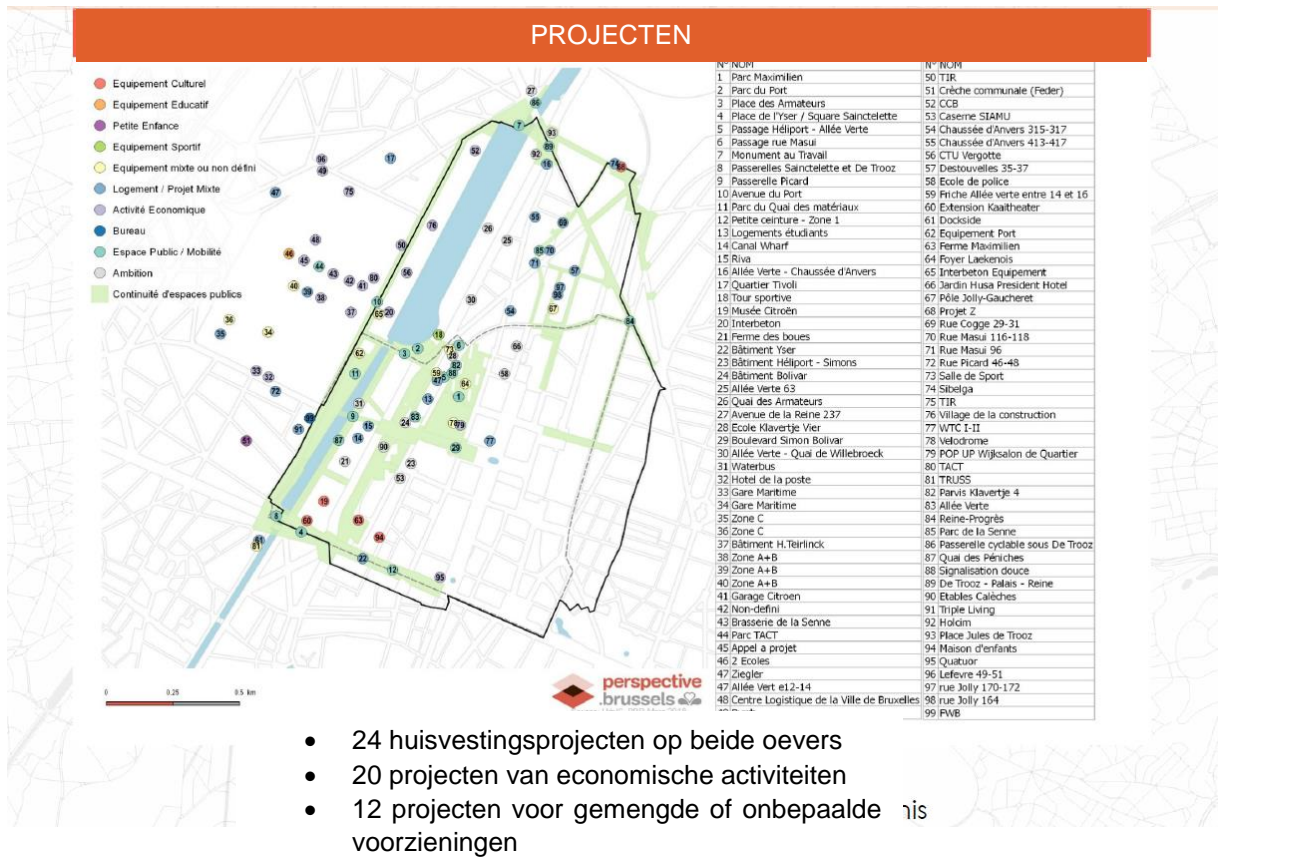 PROJECTEN
Equipement Culturel
Equipement Educatif
Petite Enfance
Equipement Sportif
Equipement mixte ou non défini
Logement / Projet Mixte
Activité Economique
Bureau
Espace Public / Mobilité
Ambition
Continuité d'espaces publics
0 0.25 0.5 km
perspective
.brussels
N° NOM
1 Parc Maximilien
2 Parc du Port
3 Place des Armateurs
4 Place de l'Yser / Square Sainctelette
5 Passage Héliport - Allée Verte
6 Passage rue Masui
7 Monument au Travail
8 Passerelles Sainctelette et De Trooz
9 Passerelle Picard
10 Avenue du Port
11 Parc du Quai des matériaux
12 Petite ceinture - Zone 1
13 Logements étudiants
14 Canal Wharf
15 Riva
16 Allée Verte - Chaussée d'Anvers
17 Quartier Tivoli
18 Tour sportive
19 Musée Citroën
20 Interbeton
21 Ferme des boues
22 Bâtiment Yser
23 Bâtiment Héliport - Simons
24 Bâtiment Bolivar
25 Allée Verte 63
26 Quai des Armateurs
27 Avenue de la Reine 237
28 Ecole Klavertje Vier
29 Boulevard Simon Bolivar
30 Allée Verte - Quai de Willebroeck
31 Waterbus
32 Hotel de la poste
33 Gare Maritime
34 Gare Maritime
35 Zone C
36 Zone C
37 Bâtiment H.Teirlinck
38 Zone A+B
39 Zone A+B
40 Zone A+B
41 Garage Citroen
42 Non-defini
43 Brasserie de la Senne
44 Parc TACT
45 Appel a projet
46 2 Ecoles
47 Ziegler
47 Allée Vert e12-14
48 Centre Logistique de la Ville de Bruxelles
N° NOM
50 TIR
51 Crèche communale (Feder)
52 CCB
53 Caserne SIAMU
54 Chaussée d'Anvers 315-317
55 Chaussée d'Anvers 413-417
56 CTU Vergotte
57 Destouvelles 35-37
58 Ecole de police
59 Friche Allée verte entre 14 et 16
60 Extension Kaaitheater
61 Dockside
62 Equipement Port
63 Ferme Maximilien
64 Foyer Laekenois
65 Interbeton Equipement
66 Jardin Husa President Hotel
67 Pôle Jolly-Gaucheret
68 Projet Z
69 Rue Cogge 29-31
70 Rue Masui 116-118
71 Rue Masui 96
72 Rue Picard 46-48
73 Salle de Sport
74 Sibelga
75 TIR
76 Village de la construction
77 WTC I-II
78 Velodrome
79 POP UP Wijksalon de Quartier
80 TACT
81 TRUSS
82 Parvis Klavertje 4
83 Allée Verte
84 Reine-Progrès
85 Parc de la Senne
86 Passerelle cyclable sous De Trooz
87 Quai des Péniches
88 Signalisation douce
89 De Trooz - Palais - Reine
90 Etables Calèches
91 Triple Living
92 Holcim
93 Place Jules de Trooz
94 Maison d'enfants
95 Quatuor
96 Lefevre 49-51
97 rue Jolly 170-172
98 rue Jolly 164
99 FWB
• 24 huisvestingsprojecten op beide oevers
• 20 projecten van economische activiteiten
• 12 projecten voor gemengde of onbepaalde
voorzieningen